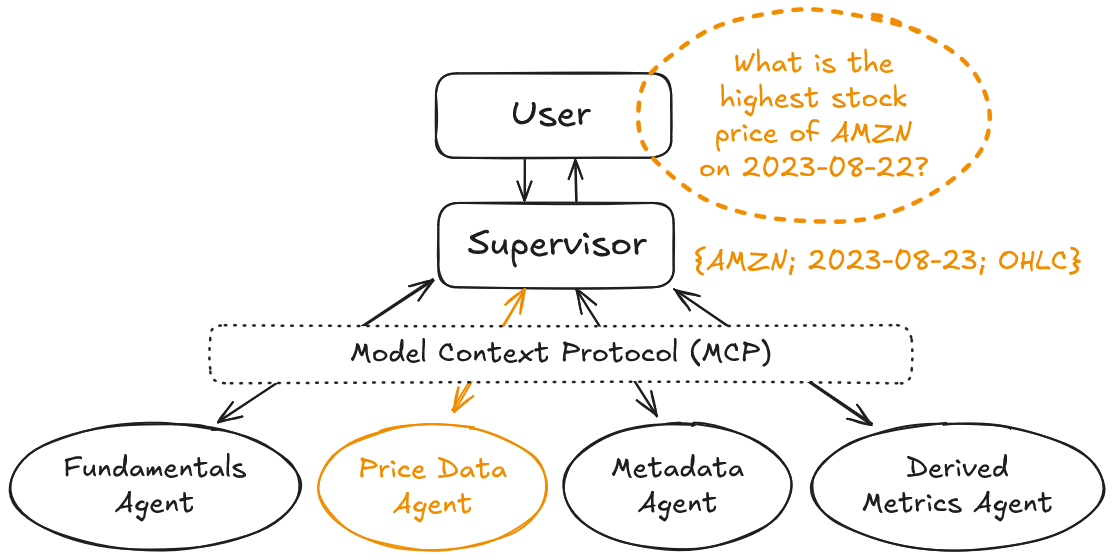 What is the
highest stock
price of AMZN
on 2023-08-22?
User
Supervisor
{AMZN; 2023-08-23; OHLC}
Model Context Protocol (MCP)
Fundamentals
Agent
Price Data
Agent
Metadata
Agent
Derived
Metrics Agent